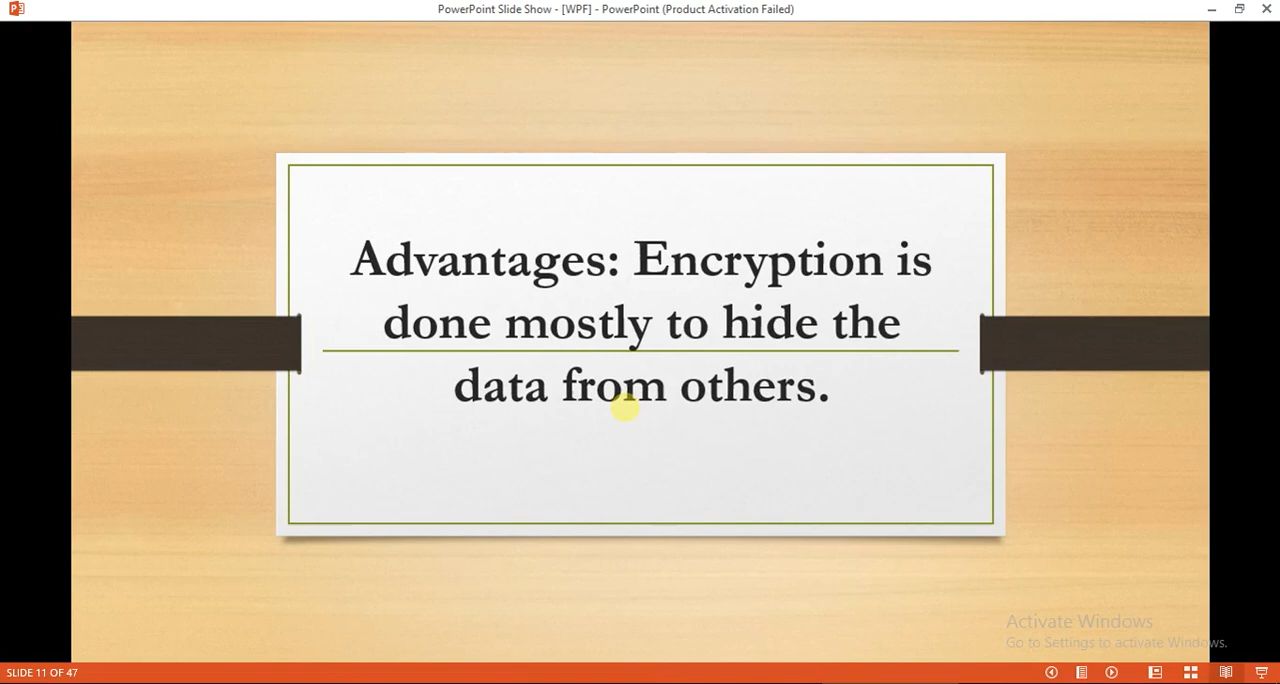 PowerPoint Slide Show - [WPF] - PowerPoint (Product Activation Failed)
Advantages: Encryption is
done mostly to hide the
data from others.
Activate Windows
Go to Settings to activate Windows.
SLIDE 11 OF 47